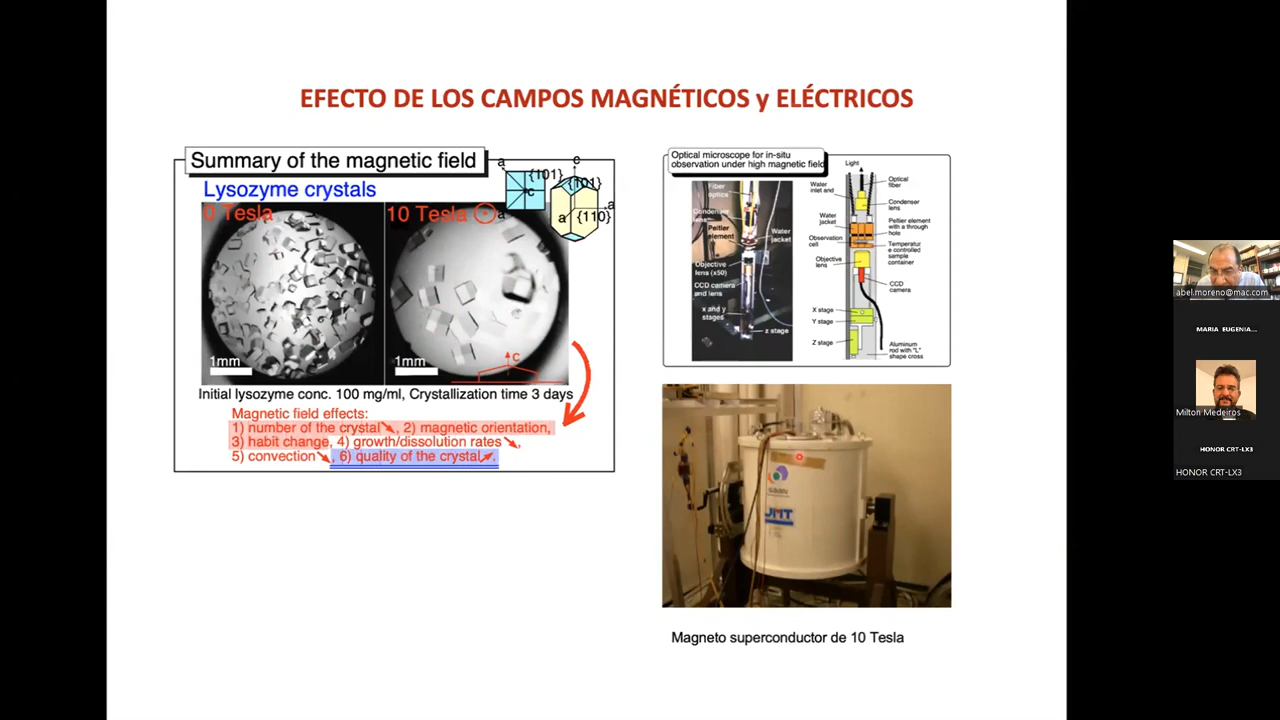 EFECTO DE LOS CAMPOS MAGNÉTICOS y ELÉCTRICOS
Summary of the magnetic field
Lysozyme crystals
0 Tesla
10 Tesla
1mm
1mm
a
{101}
c
a
c
{101}
a
a
{110}
c
Initial lysozyme conc. 100 mg/ml, Crystallization time 3 days
Magnetic field effects:
1) number of the crystal↘, 2) magnetic orientation,
3) habit change, 4) growth/dissolution rates↘,
5) convection↘, 6) quality of the crystal↗.
Optical microscope for in-situ
observation under high magnetic field
Fiber
optics
Condenser
lens
Peltier
element
Water
jacket
Objective
lens (x50)
CCD camera
and lens
x and y
stages
z stage
Light
Water
inlet and
Optical
fiber
Condenser
lens
Water
jacket
Peltier element
with a through
hole
Observation
cell
Temperatur
e controlled
sample
container
Objective
lens
CCD
camera
X stage
Y stage
Z stage
Aluminum
rod with "L"
shape cross
JMT
Magneto superconductor de 10 Tesla
abel.moreno@mac.com
MARIA EUGENIA...
Milton Medeiros
HONOR CRT-LX3
HONOR CRT-LX3